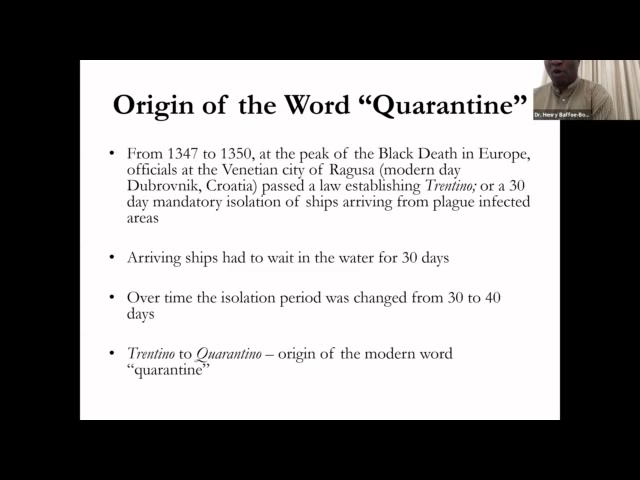 Origin of the Word “Quarantine”
• From 1347 to 1350, at the peak of the Black Death in Europe,
officials at the Venetian city of Ragusa (modern day
Dubrovnik, Croatia) passed a law establishing Trentino; or a 30
day mandatory isolation of ships arriving from plague infected
areas
• Arriving ships had to wait in the water for 30 days
• Over time the isolation period was changed from 30 to 40
days
• Trentino to Quarantino – origin of the modern word
“quarantine”
Dr. Henry Baffoe-Bo...